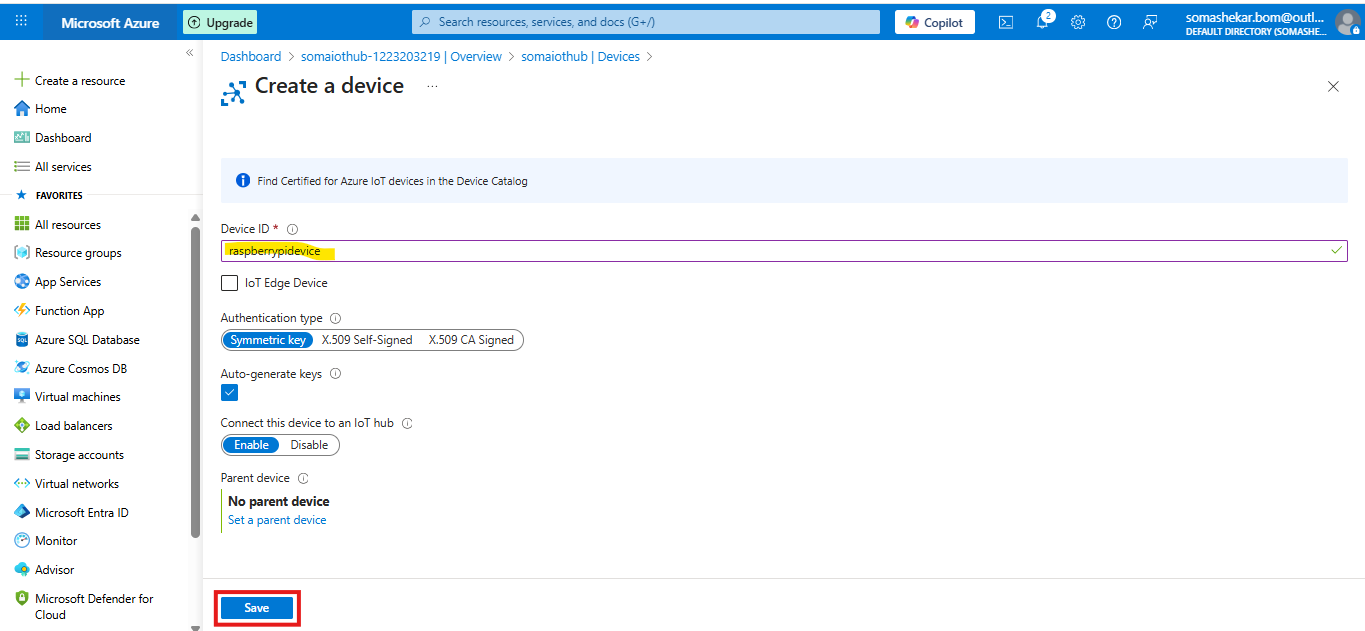 Microsoft Azure
Upgrade
Search resources, services, and docs (G+/)
Copilot
2
somashekar.bom@outl...
DEFAULT DIRECTORY (SOMASHE...
Create a resource
Home
Dashboard
All services
FAVORITES
All resources
Resource groups
App Services
Function App
Azure SQL Database
Azure Cosmos DB
Virtual machines
Load balancers
Storage accounts
Virtual networks
Microsoft Entra ID
Monitor
Advisor
Microsoft Defender for
Cloud
Dashboard > somaiothub-1223203219 | Overview > somaiothub | Devices >
Create a device ...
Find Certified for Azure IoT devices in the Device Catalog
Device ID *
raspberrypidevice
IoT Edge Device
Authentication type
Symmetric key X.509 Self-Signed X.509 CA Signed
Auto-generate keys
Connect this device to an IoT hub
Enable Disable
Parent device
No parent device
Set a parent device
Save